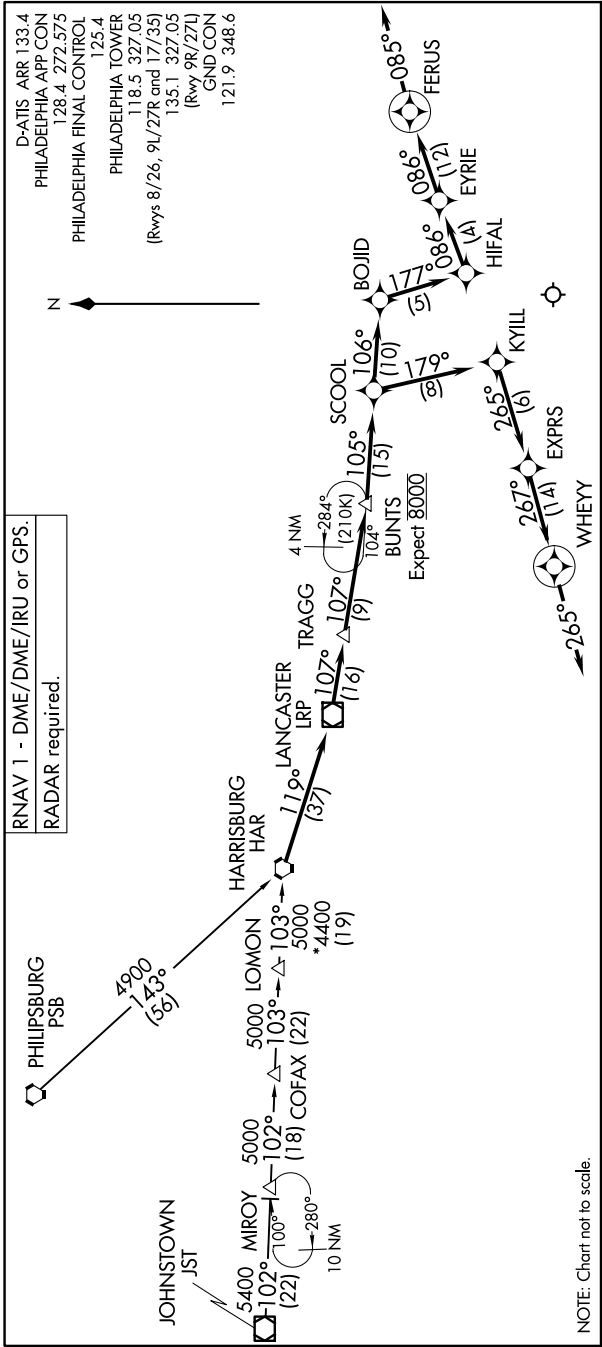 RNAV 1 - DME/DME/IRU or GPS.
RADAR required.
D-ATIS ARR 133.4
PHILADELPHIA APP CON
128.4 272.575
PHILADELPHIA FINAL CONTROL
125.4
PHILADELPHIA TOWER
118.5 327.05
(Rwys 8/26, 9L/27R and 17/35)
135.1 327.05
(Rwy 9R/27L)
GND CON
121.9 348.6
N
PHILIPSBURG
PSB
4900
143°
(56)
JOHNSTOWN
JST
5400
102°
(22)
MIROY
100°
280°
10 NM
5000
102°
(18)
COFAX
5000
103°
(22)
LOMON
103°
5000
*4400
(19)
HARRISBURG
HAR
119°
(37)
LANCASTER
LRP
107°
(16)
TRAGG
107°
(9)
4 NM
284°
(210K)
104°
BUNTS
Expect 8000
105°
(15)
SCOOL
106°
(10)
BOJID
177°
(5)
HIFAL
086°
(4)
EYRIE
086°
(12)
FERUS
085°
179°
(8)
KYILL
265°
(6)
EXPRS
267°
(14)
WHEYY
265°
NOTE: Chart not to scale.